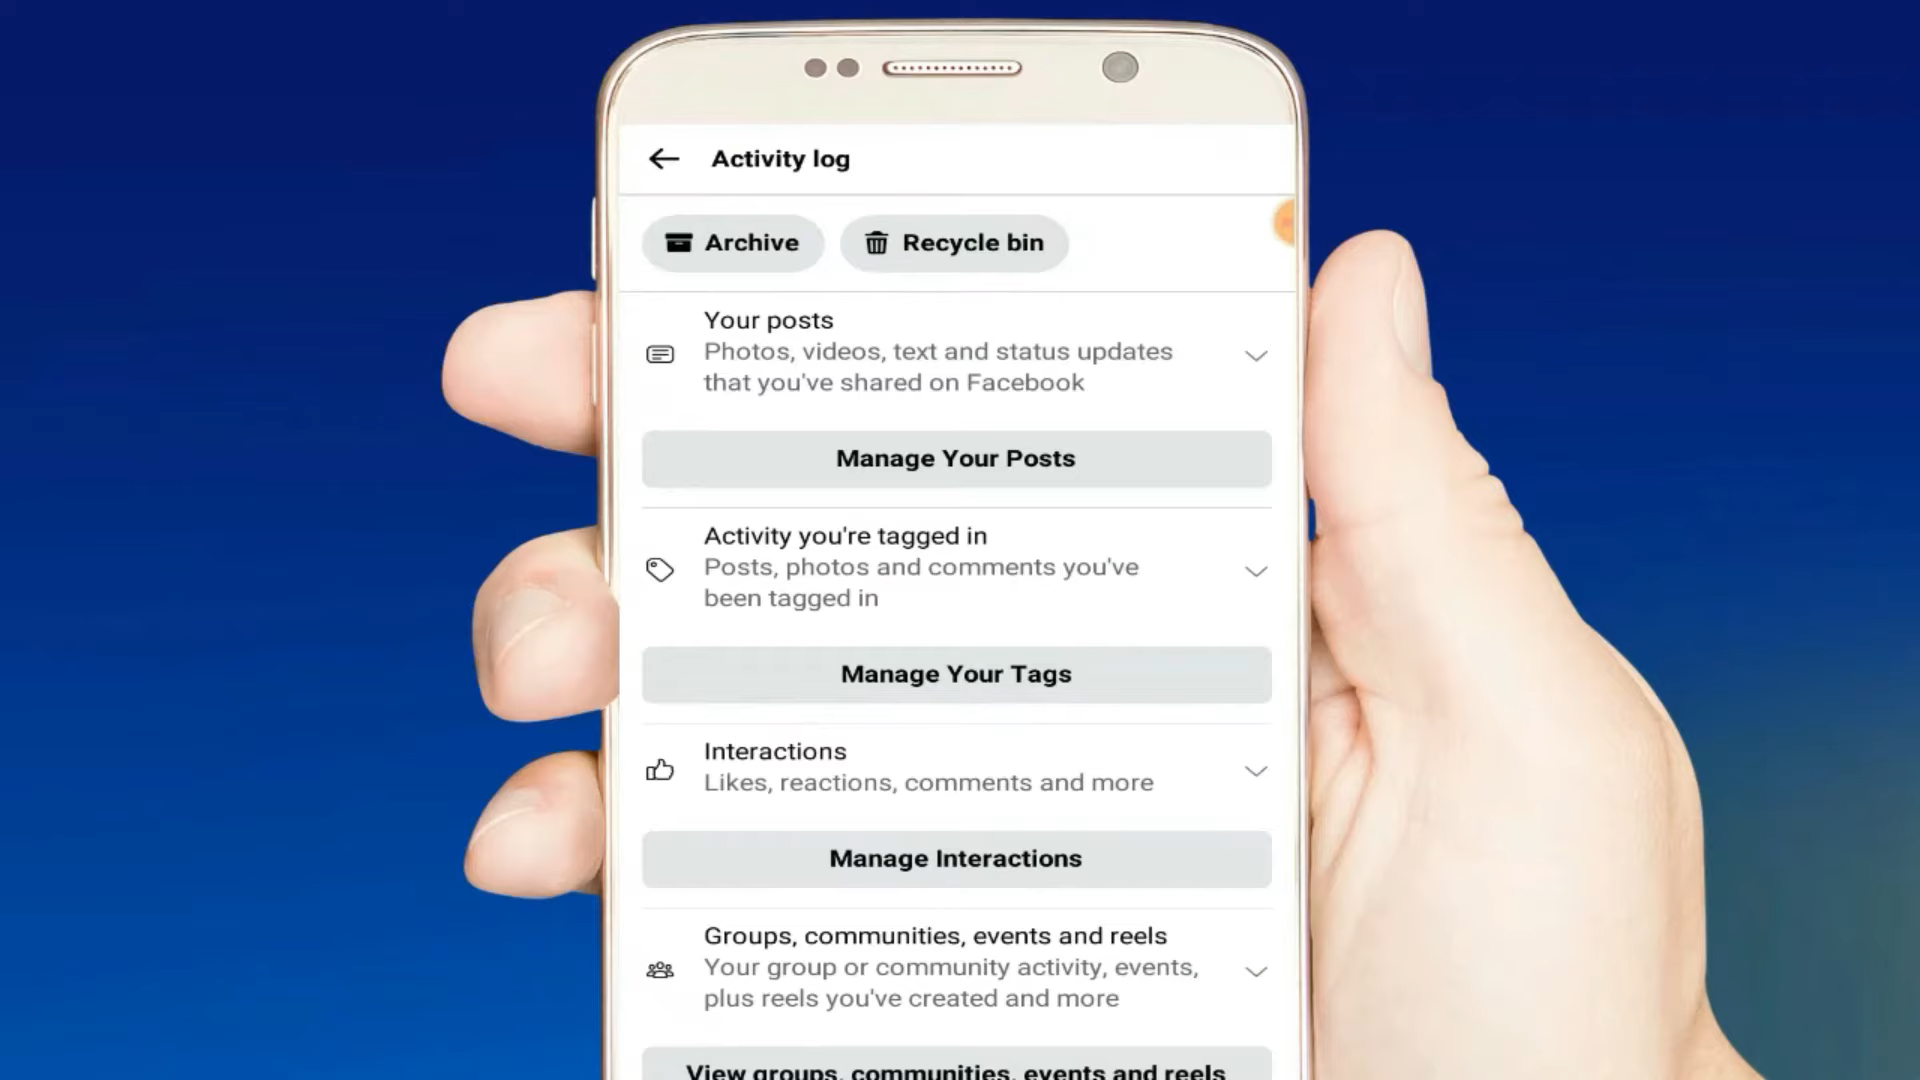 Activity log
Archive
Recycle bin
Your posts
Photos, videos, text and status updates
that you've shared on Facebook
Manage Your Posts
Activity you're tagged in
Posts, photos and comments you've
been tagged in
Manage Your Tags
Interactions
Likes, reactions, comments and more
Manage Interactions
Groups, communities, events and reels
Your group or community activity, events,
plus reels you've created and more
View groups, communities, events and reels